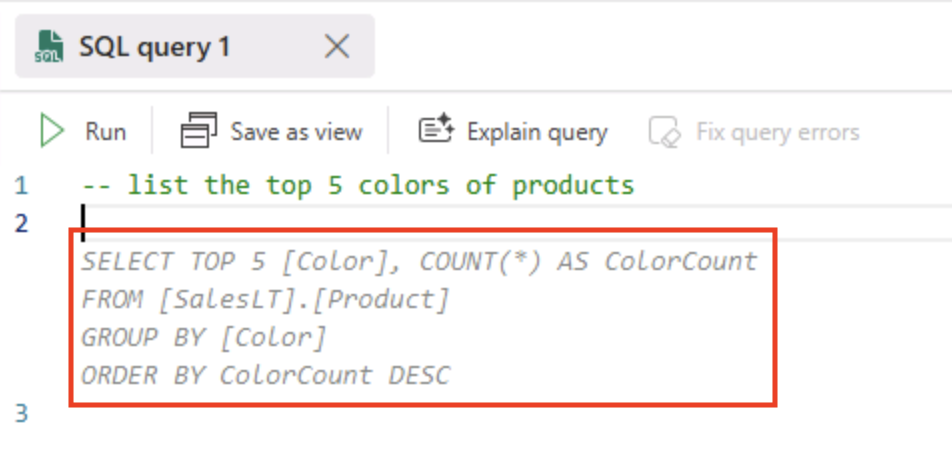 SQL query 1
Run Save as view Explain query Fix query errors
1 -- list the top 5 colors of products
2
SELECT TOP 5 [Color], COUNT(*) AS ColorCount
FROM [SalesLT].[Product]
GROUP BY [Color]
ORDER BY ColorCount DESC
3